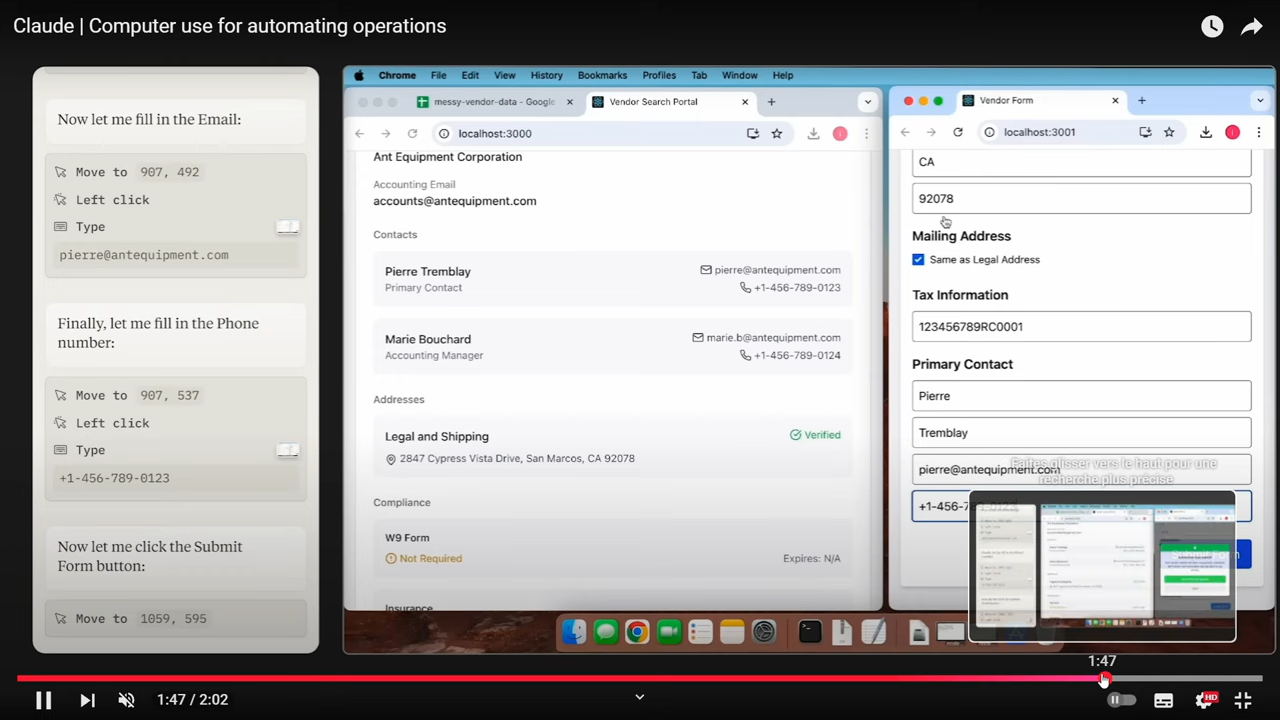 Claude | Computer use for automating operations
Now let me fill in the Email:
Move to 907, 492
Left click
Type
pierre@antequipment.com
Finally, let me fill in the Phone
number:
Move to 907, 537
Left click
Type
+1-456-789-0123
Now let me click the Submit
Form button:
Move to 1059, 595
Chrome File Edit View History Bookmarks Profiles Tab Window Help
messy-vendor-data - Google
Vendor Search Portal
localhost:3000
Ant Equipment Corporation
Accounting Email
accounts@antequipment.com
Contacts
Pierre Tremblay
pierre@antequipment.com
Primary Contact
+1-456-789-0123
Marie Bouchard
marie.b@antequipment.com
Accounting Manager
+1-456-789-0124
Addresses
Legal and Shipping
Verified
2847 Cypress Vista Drive, San Marcos, CA 92078
Compliance
W9 Form
Not Required
Expires: N/A
Insurance
Vendor Form
localhost:3001
CA
92078
Mailing Address
Same as Legal Address
Tax Information
123456789RC0001
Primary Contact
Pierre
Tremblay
pierre@antequipment.com
Faites glisser vers le haut pour une
recherche plus précise
+1-456-7
1:47
1:47 / 2:02
HD